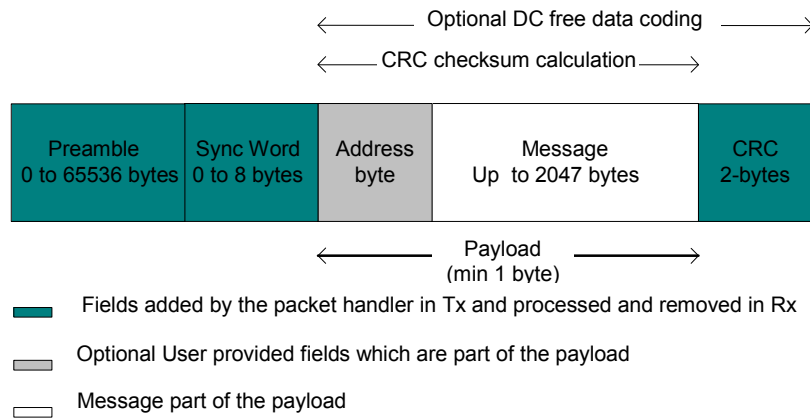 Optional DC free data coding
CRC checksum calculation
Preamble
0 to 65536 bytes
Sync Word
0 to 8 bytes
Address
byte
Message
Up to 2047 bytes
CRC
2-bytes
Payload
(min 1 byte)
Fields added by the packet handler in Tx and processed and removed in Rx
Optional User provided fields which are part of the payload
Message part of the payload